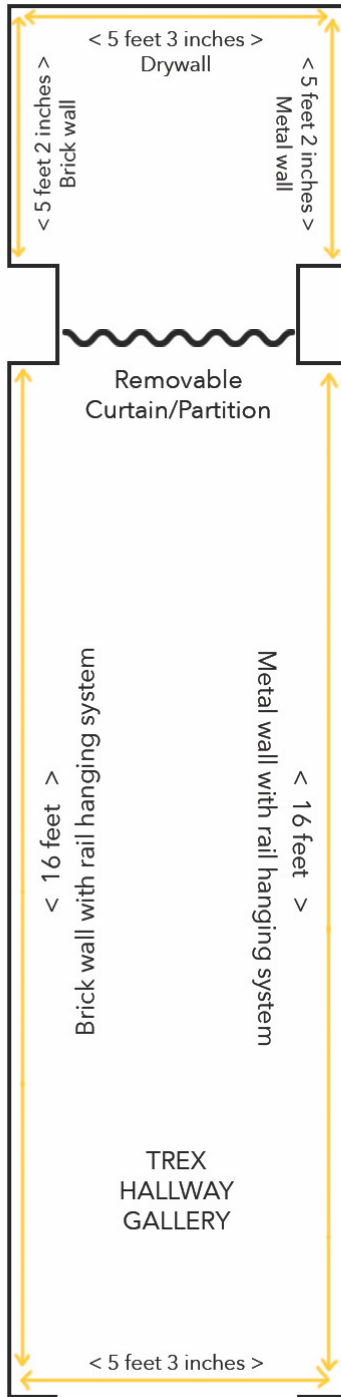 < 5 feet 3 inches >
Drywall
< 5 feet 2 inches >
Brick wall
< 5 feet 2 inches >
Metal wall
Removable
Curtain/Partition
< 16 feet >
Brick wall with rail hanging system
< 16 feet >
Metal wall with rail hanging system
TREX
HALLWAY
GALLERY
< 5 feet 3 inches >